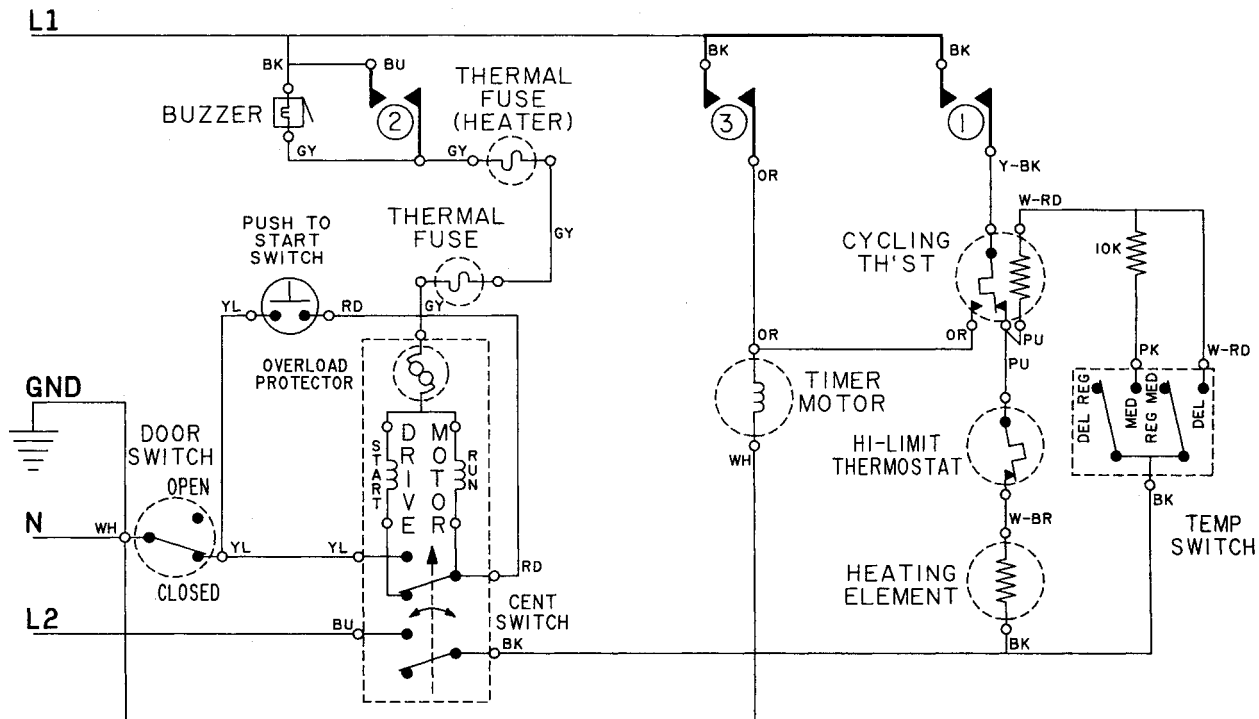 L1
BK
BU
BUZZER
2
GY
THERMAL
FUSE
(HEATER)
GY
GY
BK
3
OR
BK
1
Y-BK
W-RD
CYCLING
TH'ST
10K
PUSH TO
START
SWITCH
THERMAL
FUSE
YL
RD
GY
OVERLOAD
PROTECTOR
OR
OR
PU
PU
PK
W-RD
TIMER
MOTOR
WH
DEL REG
MED
REG MED
DEL
BK
TEMP
SWITCH
HI-LIMIT
THERMOSTAT
W-BR
HEATING
ELEMENT
BK
GND
DOOR
SWITCH
OPEN
CLOSED
N
WH
YL
YL
START
DRIVE
MOTOR
RUN
RD
CENT
SWITCH
L2
BU
BK